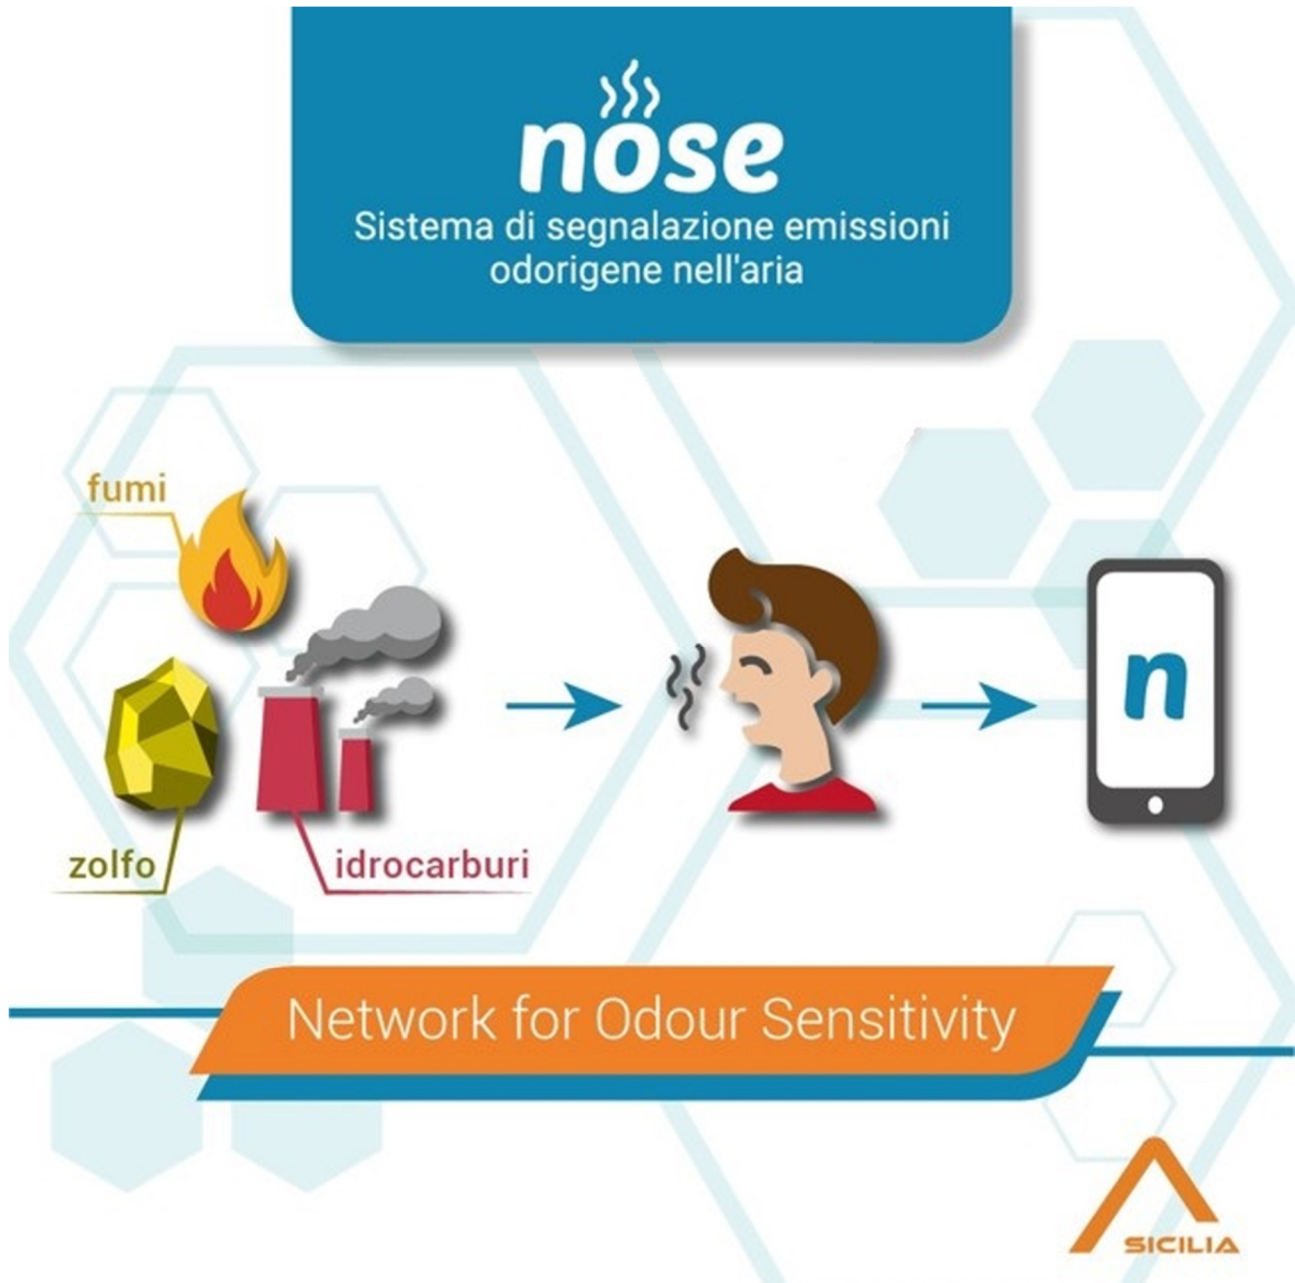 nose
Sistema di segnalazione emissioni
odorigene nell'aria
fumi
zolfo
idrocarburi
n
Network for Odour Sensitivity
SICILIA